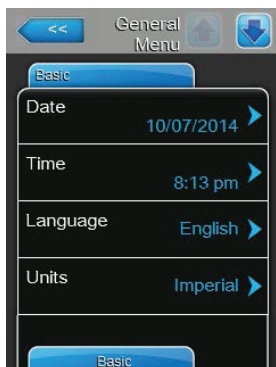 <<
General
Menu
Basic
Date
10/07/2014
Time
8:13 pm
Language
English
Units
Imperial
Basic